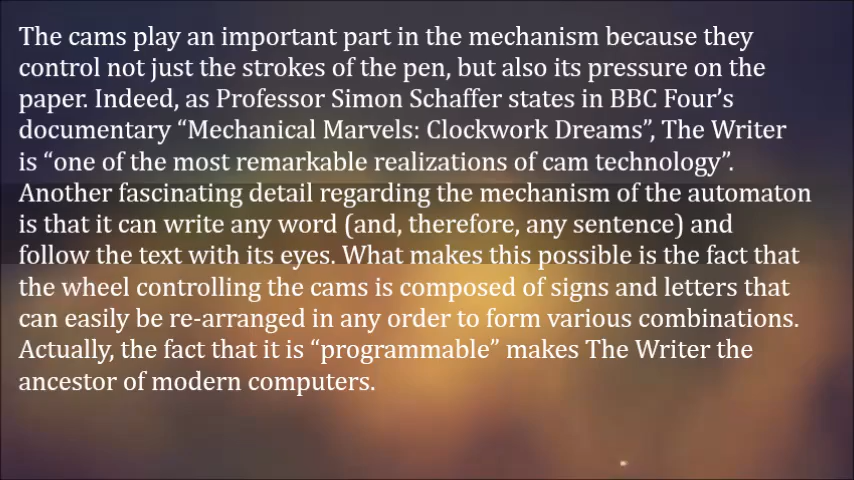 The cams play an important part in the mechanism because they
control not just the strokes of the pen, but also its pressure on the
paper. Indeed, as Professor Simon Schaffer states in BBC Four’s
documentary “Mechanical Marvels: Clockwork Dreams”, The Writer
is “one of the most remarkable realizations of cam technology”.
Another fascinating detail regarding the mechanism of the automaton
is that it can write any word (and, therefore, any sentence) and
follow the text with its eyes. What makes this possible is the fact that
the wheel controlling the cams is composed of signs and letters that
can easily be re-arranged in any order to form various combinations.
Actually, the fact that it is “programmable” makes The Writer the
ancestor of modern computers.